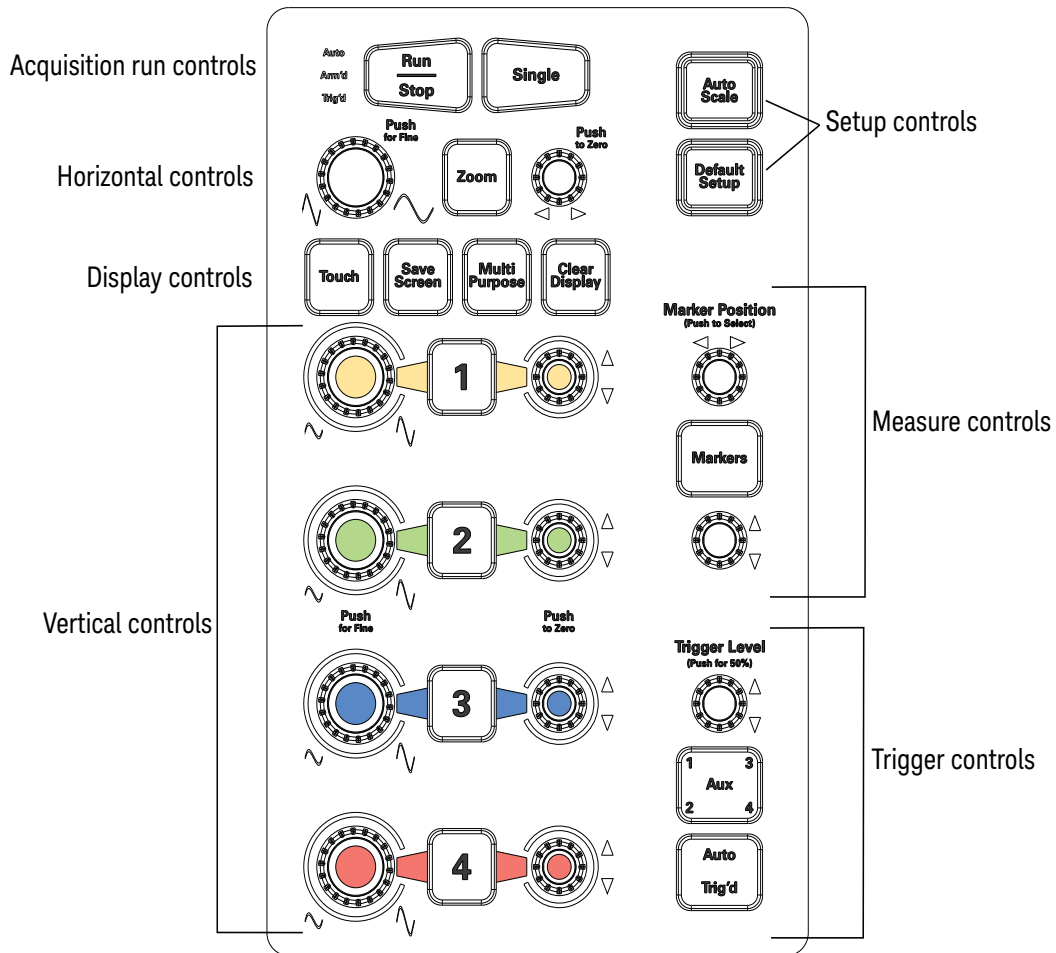 Acquisition run controls
Auto
Arm'd
Trig'd
Run
Stop
Single
Auto
Scale
Setup controls
Default
Setup
Horizontal controls
Push
for Fine
Zoom
Push
to Zero
Display controls
Touch
Save
Screen
Multi
Purpose
Clear
Display
Vertical controls
1
2
Push
for Fine
Push
to Zero
3
4
Marker Position
(Push to Select)
Markers
Measure controls
Trigger Level
(Push for 50%)
1 3
Aux
2 4
Auto
Trig'd
Trigger controls